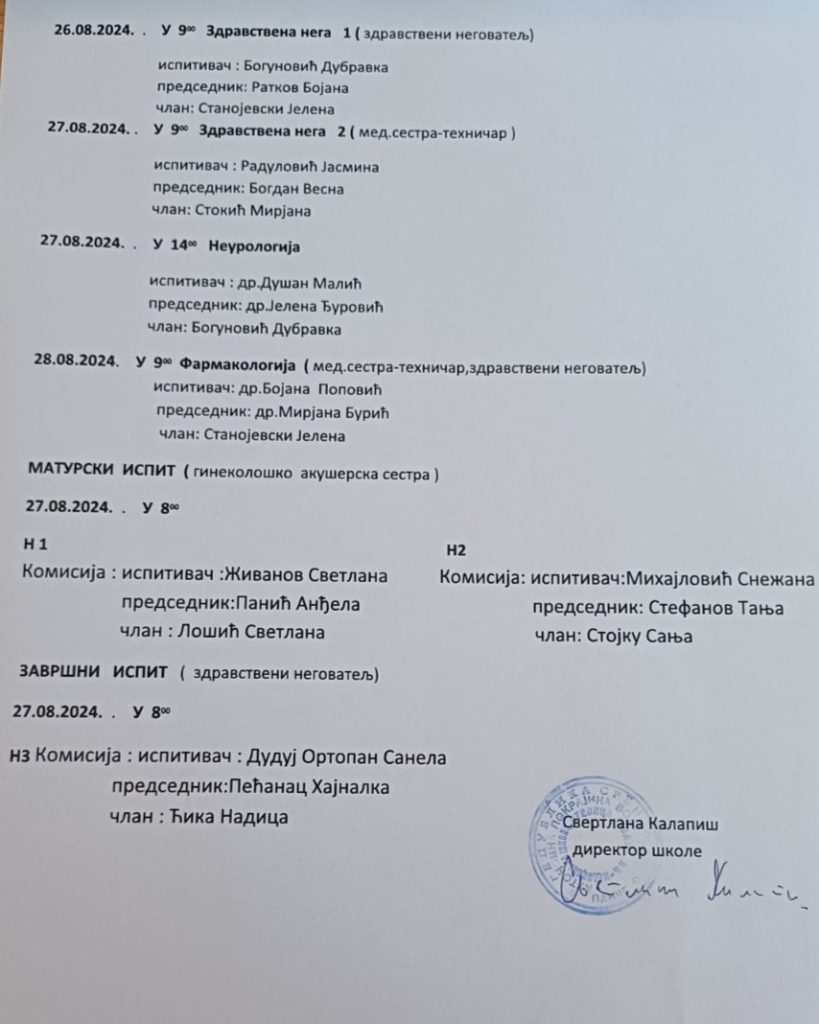 26.08.2024. . У 9⁰⁰ Здравствена нега 1 ( здравствени неговатељ)
испитивач : Богуновић Дубравка
председник: Ратков Бојана
члан: Станојевски Јелена
27.08.2024. . У 9⁰⁰ Здравствена нега 2 ( мед.сестра-техничар )
испитивач : Радуловић Јасмина
председник: Богдан Весна
члан: Стокић Мирјана
27.08.2024. . У 14⁰⁰ Неурологија
испитивач : др.Душан Малић
председник: др.Јелена Ђуровић
члан: Богуновић Дубравка
28.08.2024. У 9⁰⁰ Фармакологија ( мед.сестра-техничар,здравствени неговатељ)
испитивач: др.Бојана Поповић
председник: др.Мирјана Бурић
члан: Станојевски Јелена
МАТУРСКИ ИСПИТ ( гинеколошко акушерска сестра )
27.08.2024. . У 8⁰⁰
Н 1
Комисија : испитивач :Живанов Светлана
председник:Панић Анђела
члан : Лошић Светлана
Н2
Комисија: испитивач:Михајловић Снежана
председник: Стефанов Тања
члан: Стојку Сања
ЗАВРШНИ ИСПИТ ( здравствени неговатељ)
27.08.2024. . У 8⁰⁰
Н3 Комисија : испитивач : Дудуј Ортопан Санела
председник:Пећанац Хајналка
члан : Ћика Надица
Свертлана Калапиш
директор школе